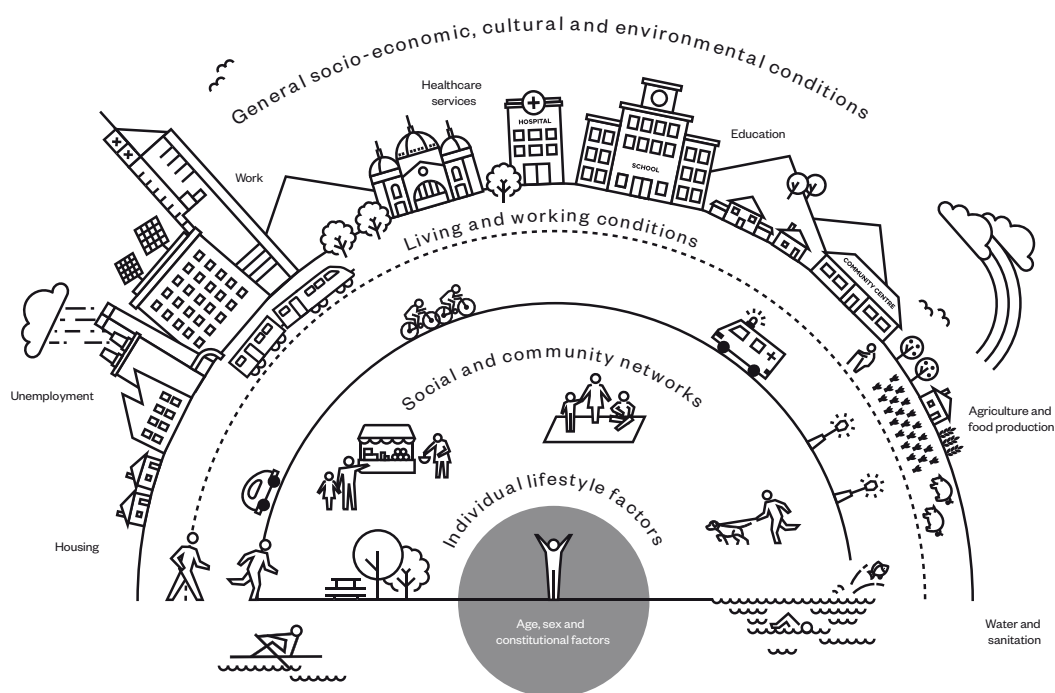 General socio-economic, cultural and environmental conditions
Healthcare
services
HOSPITAL
Education
SCHOOL
Work
Living and working conditions
COMMUNITY CENTRE
Unemployment
Social and community networks
Agriculture and
food production
Individual lifestyle factors
Housing
Age, sex and
constitutional factors
Water and
sanitation